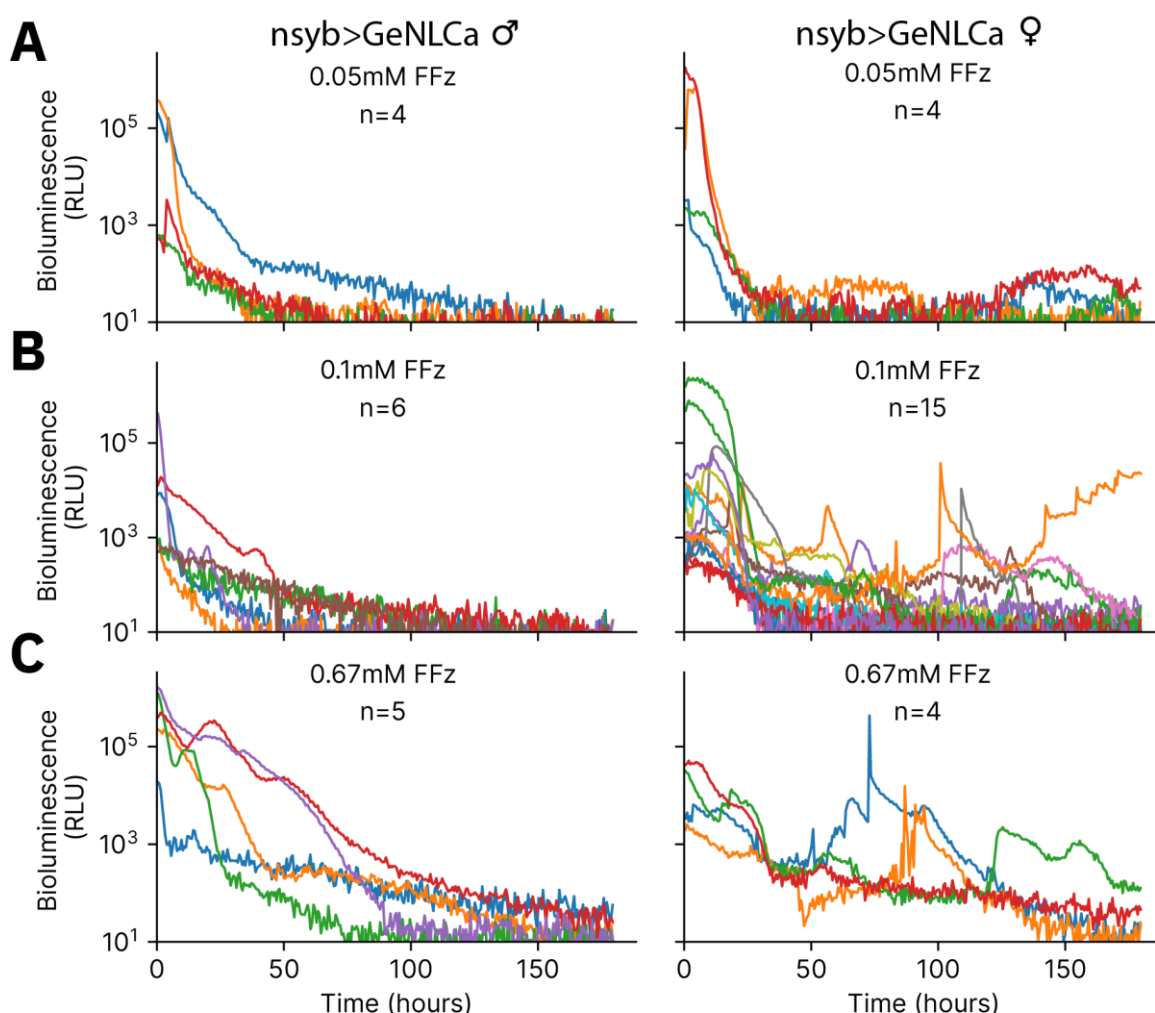 A
nsyb>GeNLCa ♂
nsyb>GeNLCa ♀
0.05mM FFz
n=4
0.05mM FFz
n=4
Bioluminescence
(RLU)
10⁵
10³
10¹
B
0.1mM FFz
n=6
0.1mM FFz
n=15
Bioluminescence
(RLU)
10⁵
10³
10¹
C
0.67mM FFz
n=5
0.67mM FFz
n=4
Bioluminescence
(RLU)
10⁵
10³
10¹
0 50 100 150
0 50 100 150
Time (hours)
Time (hours)